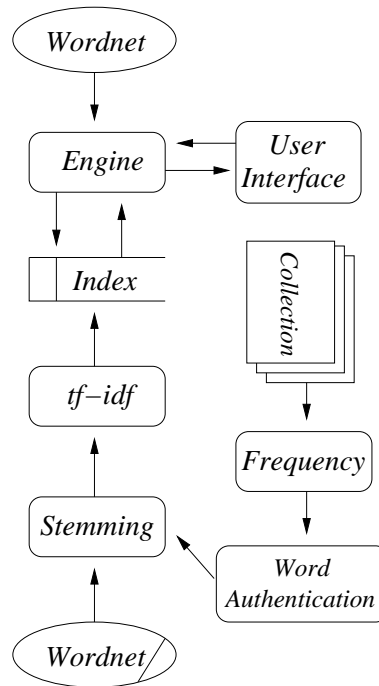 Wordnet
Engine
User
Interface
Index
Collection
tf-idf
Frequency
Stemming
Word
Authentication
Wordnet